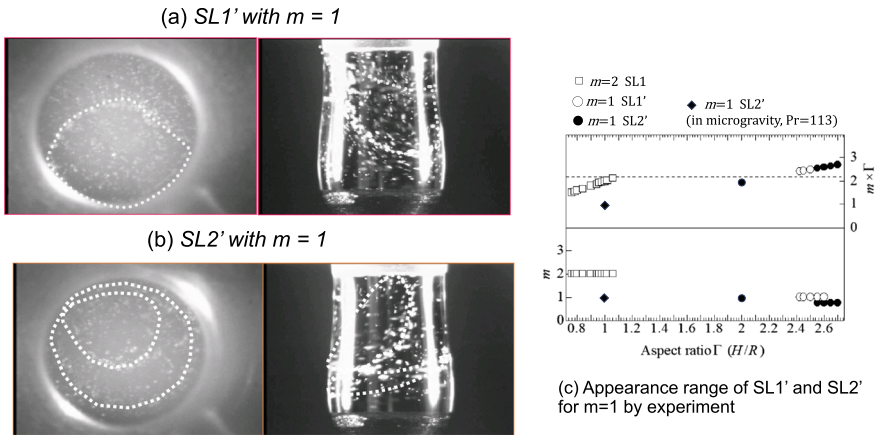 (a) SL1' with m = 1
(b) SL2' with m = 1
m=2 SL1
m=1 SL1'
m=1 SL2'
m=1 SL2'
(in microgravity, Pr=113)
3
2
1
0
m × Γ
3
2
1
0
m
0.8 1.0 1.2 1.4 1.6 1.8 2.0 2.2 2.4 2.6
Aspect ratio Γ (H/R)
(c) Appearance range of SL1' and SL2'
for m=1 by experiment